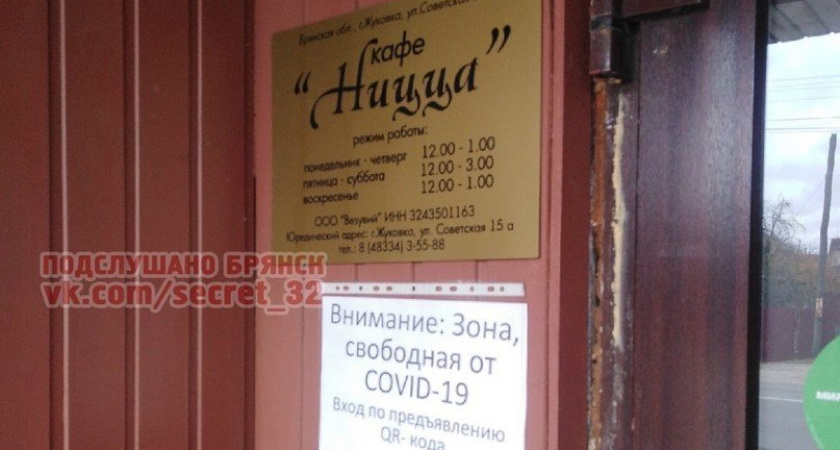 Брянская обл., г.Жуковка, ул.Советская
кафе
"Ницца"
режим работы:
понедельник - четверг 12.00 - 1.00
пятница - суббота 12.00 - 3.00
воскресенье 12.00 - 1.00
ООО "Везувий" ИНН 3243501163
Юридический адрес: г.Жуковка, ул. Советская 15 а
тел.: 8 (48334) 3-55-88
ПОДСЛУШАНО БРЯНСК
vk.com/secret_32
Внимание: Зона,
свободная от
COVID-19
Вход по предъявлению
QR- кода